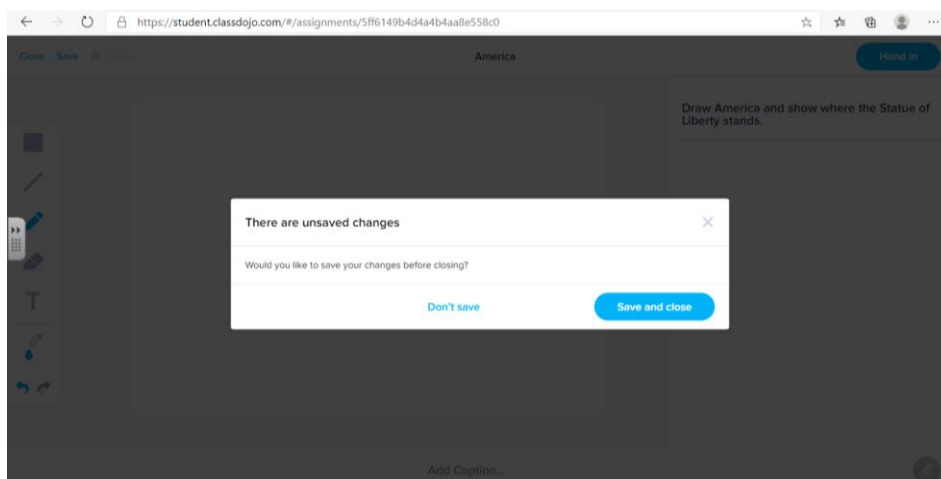 https://student.classdojo.com/#/assignments/5ff6149b4d4a4b4aa8e558c0
Close Save
America
Hand In
Draw America and show where the Statue of
Liberty stands.
There are unsaved changes
Would you like to save your changes before closing?
Don't save
Save and close
T
Add Caption...